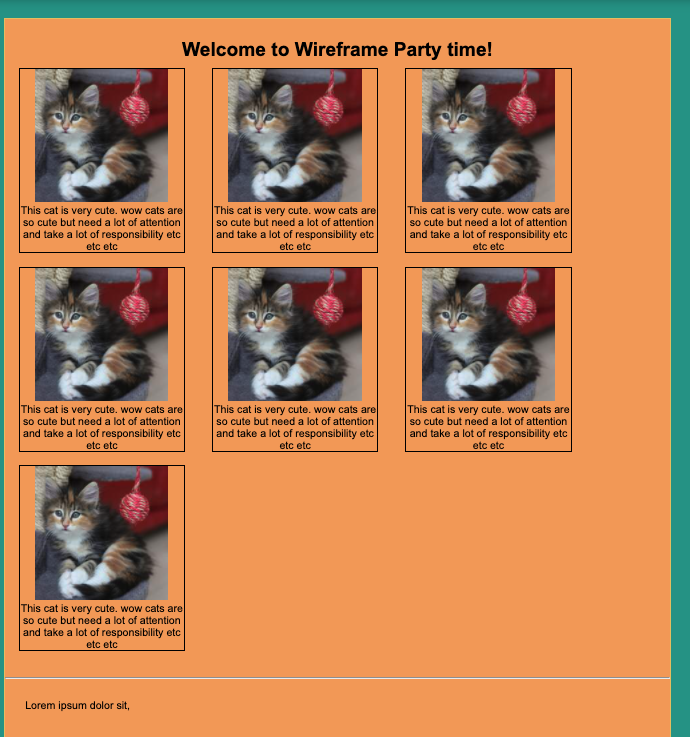 Welcome to Wireframe Party time!
This cat is very cute. wow cats are
so cute but need a lot of attention
and take a lot of responsibility etc
etc etc
This cat is very cute. wow cats are
so cute but need a lot of attention
and take a lot of responsibility etc
etc etc
This cat is very cute. wow cats are
so cute but need a lot of attention
and take a lot of responsibility etc
etc etc
This cat is very cute. wow cats are
so cute but need a lot of attention
and take a lot of responsibility etc
etc etc
This cat is very cute. wow cats are
so cute but need a lot of attention
and take a lot of responsibility etc
etc etc
This cat is very cute. wow cats are
so cute but need a lot of attention
and take a lot of responsibility etc
etc etc
This cat is very cute. wow cats are
so cute but need a lot of attention
and take a lot of responsibility etc
etc etc
Lorem ipsum dolor sit,